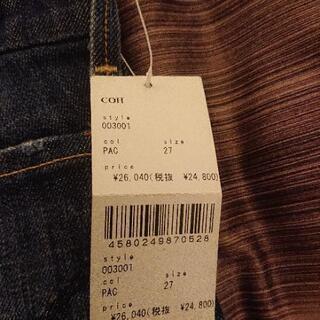 COH
style
003001
col size
PAC 27
price
¥26,040(税抜 ¥24,800)
4580249870528
style
003001
col size
PAC 27
price
¥26,040(税抜 ¥24,800)